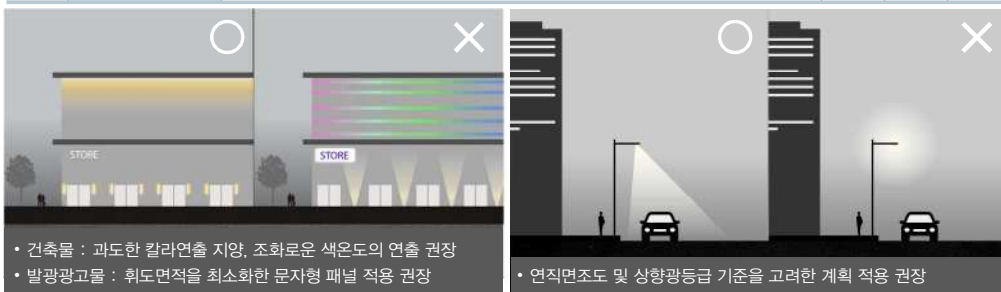 STORE
STORE
• 건축물 : 과도한 칼라연출 지양, 조화로운 색온도의 연출 권장
• 발광광고물 : 휘도면적을 최소화한 문자형 패널 적용 권장
• 연직면조도 및 상향광등급 기준을 고려한 계획 적용 권장